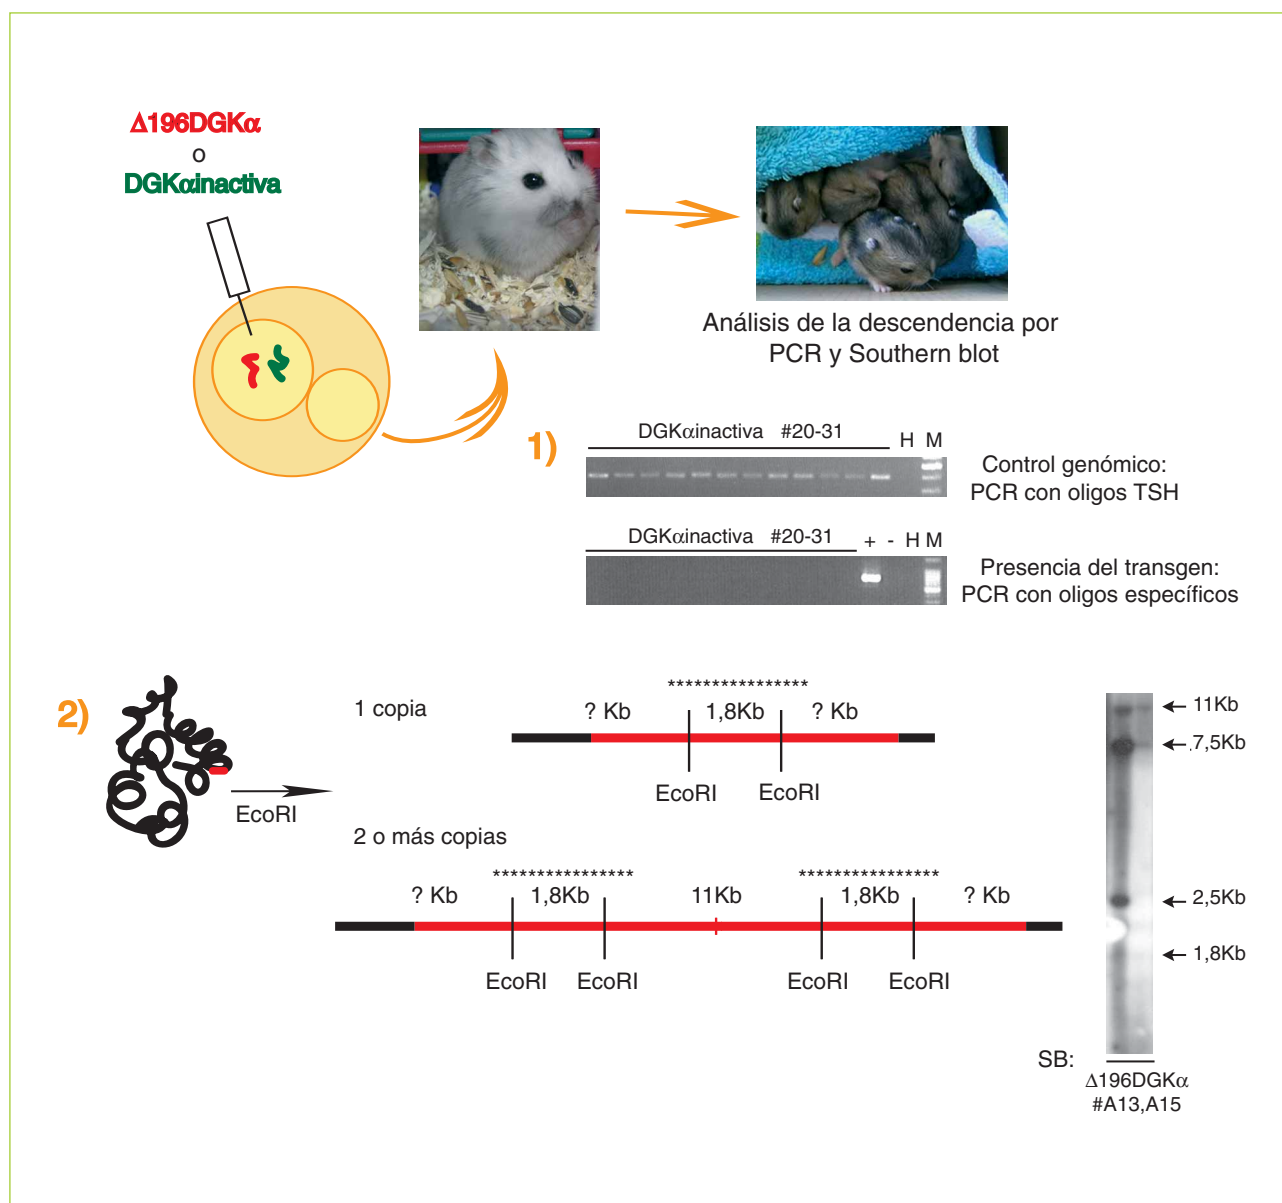 Δ196DGKα
o
DGKαinactiva
Análisis de la descendencia por
PCR y Southern blot
1)
DGKαinactiva #20-31 H M
Control genómico:
PCR con oligos TSH
DGKαinactiva #20-31 + - H M
Presencia del transgen:
PCR con oligos específicos
2)
EcoRI
1 copia
****************
? Kb 1,8Kb ? Kb
EcoRI EcoRI
2 o más copias
**************** ****************
? Kb 1,8Kb 11Kb 1,8Kb ? Kb
EcoRI EcoRI EcoRI EcoRI
11Kb
7,5Kb
2,5Kb
1,8Kb
SB:
Δ196DGKα
#A13,A15